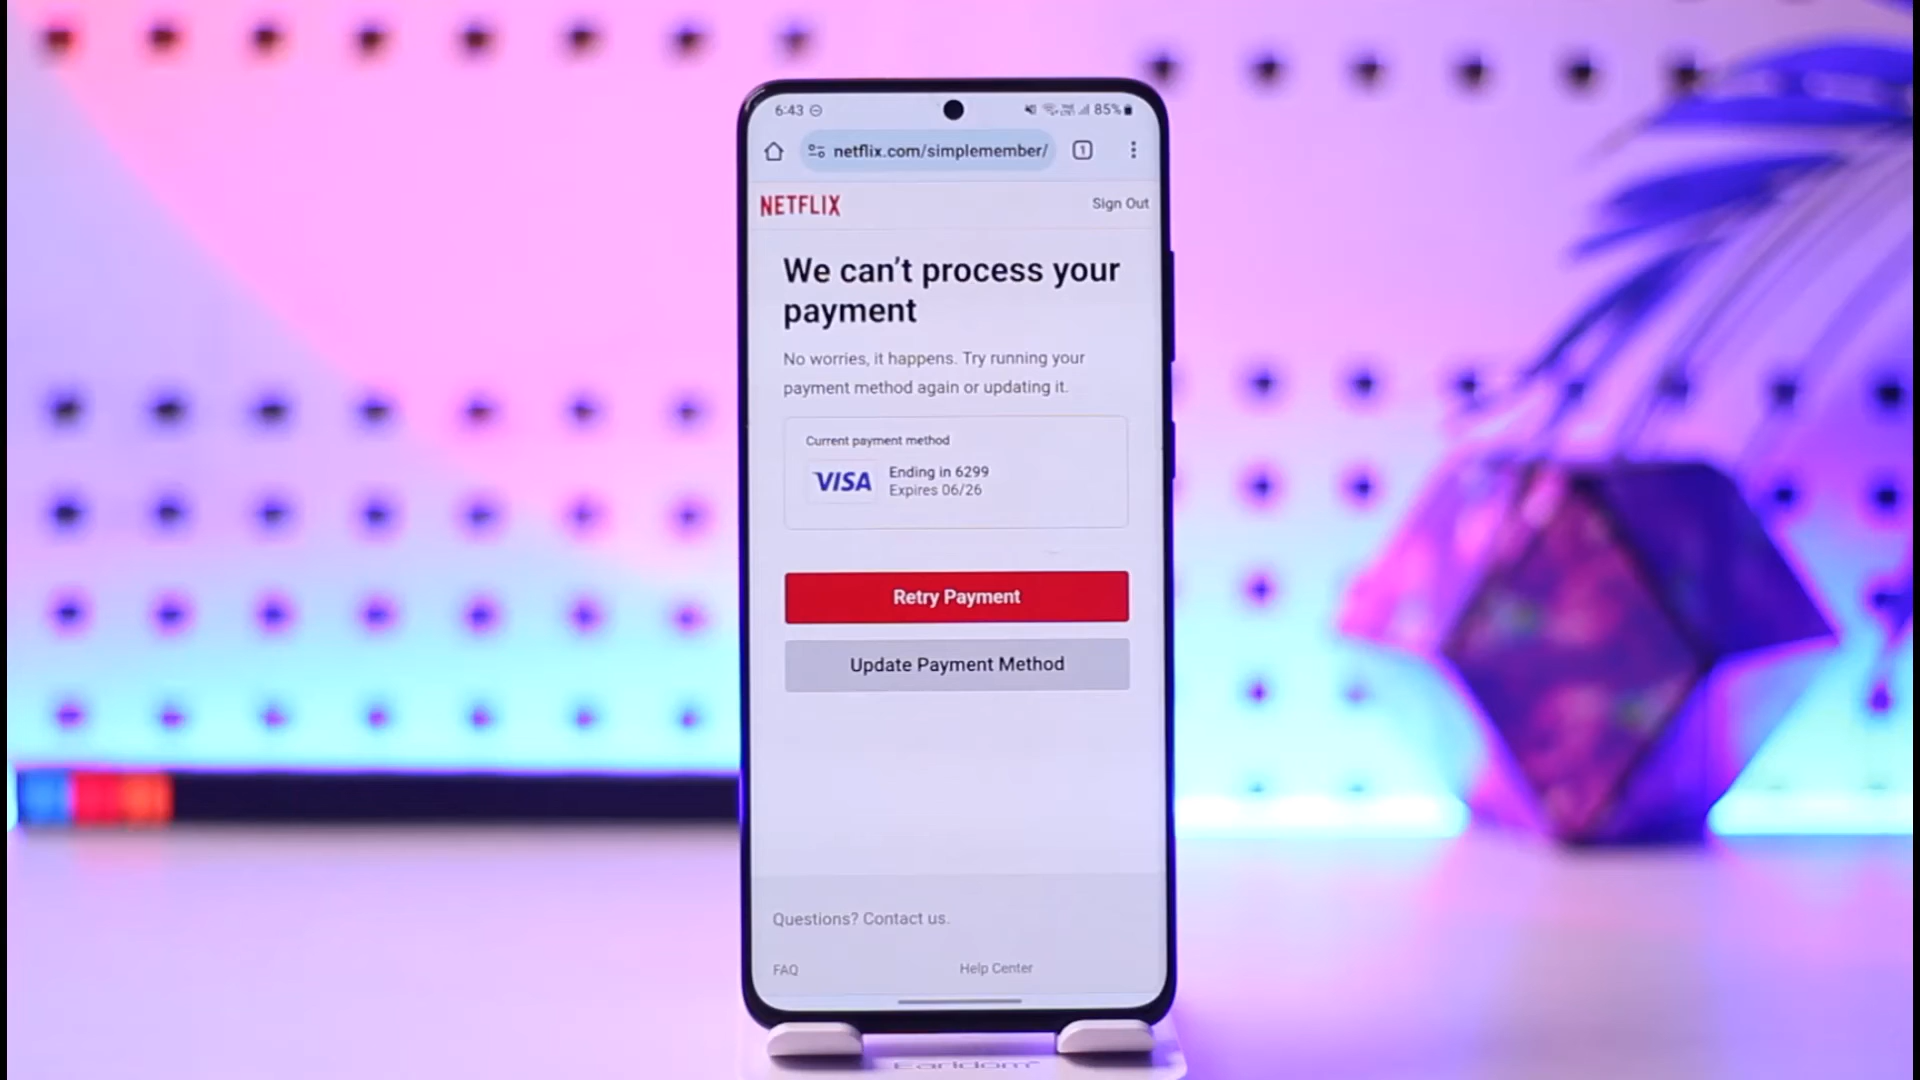 6:43
85%
netflix.com/simplemember/
1
NETFLIX
Sign Out
We can't process your
payment
No worries, it happens. Try running your
payment method again or updating it.
Current payment method
VISA
Ending in 6299
Expires 06/26
Retry Payment
Update Payment Method
Questions? Contact us.
FAQ
Help Center
Earldom